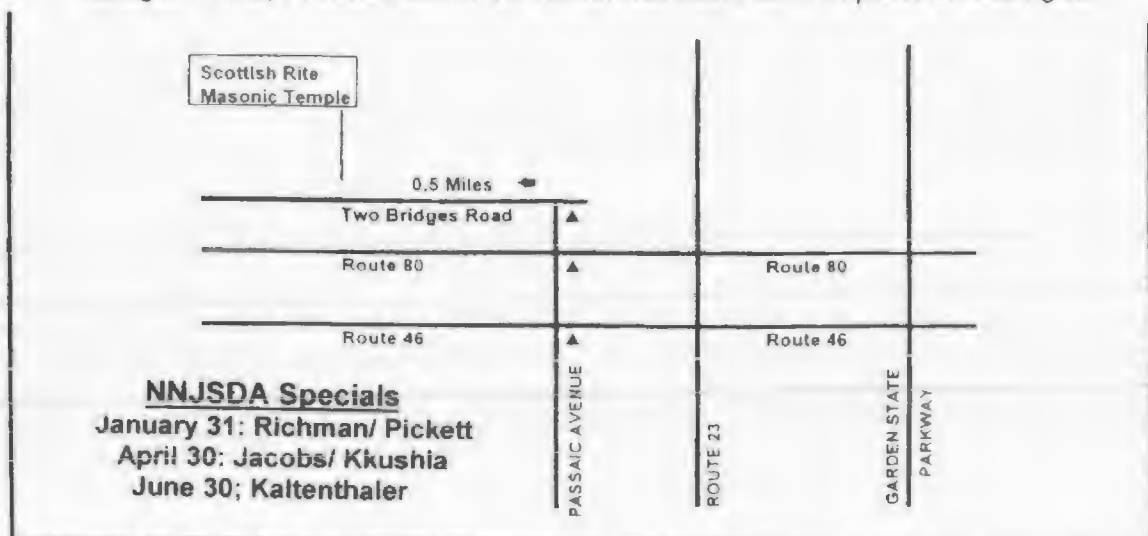 Scottish Rite
Masonic Temple
0.5 Miles
Two Bridges Road
Route 80
Route 80
Route 46
Route 46
NNJSDA Specials
January 31: Richman/ Pickett
April 30: Jacobs/ Kkushia
June 30; Kaltenthaler
PASSAIC AVENUE
ROUTE 23
GARDEN STATE
PARKWAY